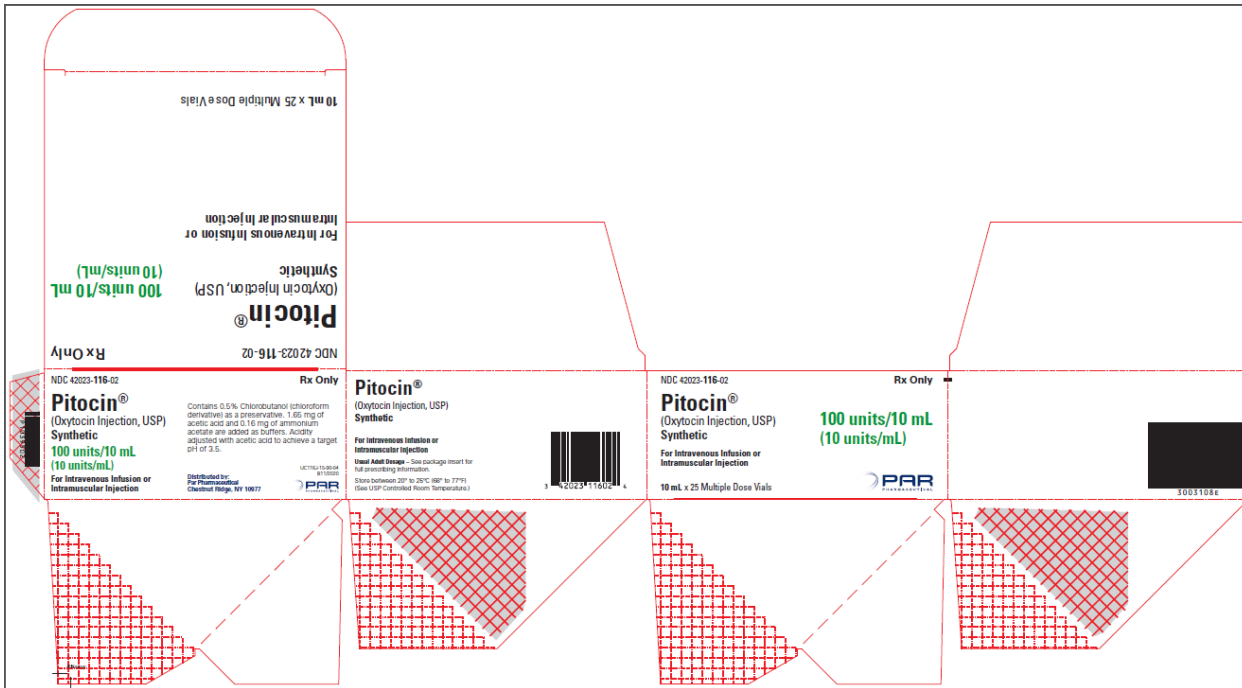 10 mL x 25 Multiple Dose Vials
For Intravenous Infusion or
Intramuscular Injection
100 units/10 mL
(10 units/mL)
Pitocin®
(Oxytocin Injection, USP)
Synthetic
NDC 42023-116-02 Rx Only
NDC 42023-116-02 Rx Only
Pitocin®
(Oxytocin Injection, USP)
Synthetic
100 units/10 mL
(10 units/mL)
For Intravenous Infusion or
Intramuscular Injection
Contains 0.5% Chlorobutanol (chloroform
derivative) as a preservative. 1.65 mg of
acetic acid and 0.16 mg of ammonium
acetate are added as buffers. Acidity
adjusted with acetic acid to achieve a target
pH of 3.5.
Distributed by:
Par Pharmaceutical
Chestnut Ridge, NY 10977
PAR
PHARMACEUTICAL
Pitocin®
(Oxytocin Injection, USP)
Synthetic
For Intravenous Infusion or
Intramuscular Injection
Usual Adult Dosage – See package insert for
full prescribing information.
Store between 20° to 25°C (68° to 77°F)
(See USP Controlled Room Temperature.)
3 42023 11602 4
NDC 42023-116-02 Rx Only
Pitocin®
(Oxytocin Injection, USP)
Synthetic
100 units/10 mL
(10 units/mL)
For Intravenous Infusion or
Intramuscular Injection
10 mL x 25 Multiple Dose Vials
PAR
PHARMACEUTICAL
3003108E